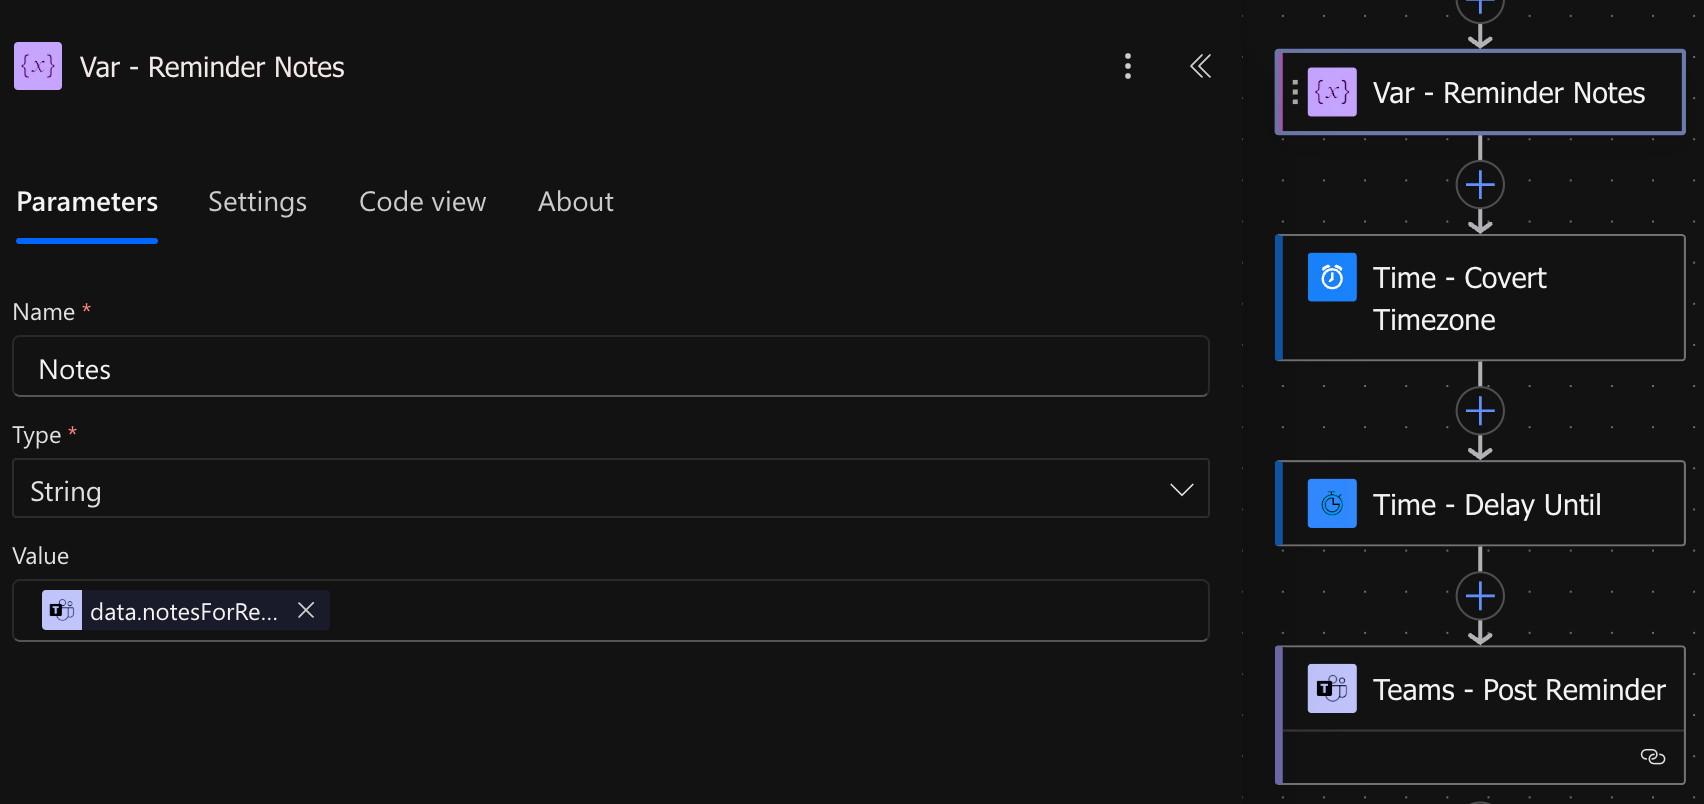 {x} Var - Reminder Notes
Parameters Settings Code view About
Name *
Notes
Type *
String
Value
data.notesForRe...
{x} Var - Reminder Notes
Time - Covert
Timezone
Time - Delay Until
Teams - Post Reminder